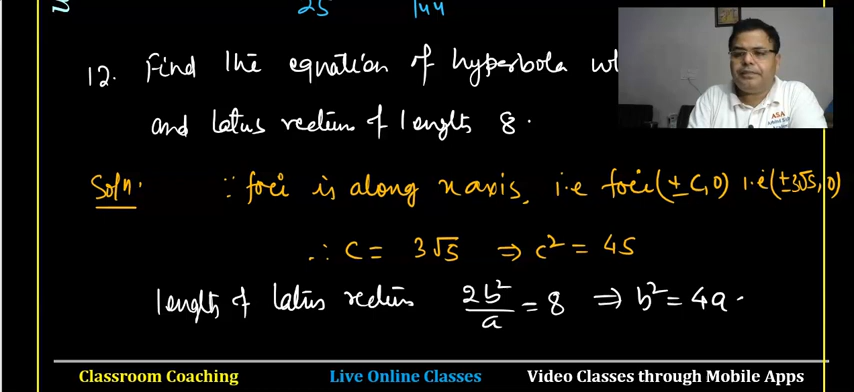 25 144
12. Find the equation of hyperbola
and latus rectum of length 8.
Soln. ∵ foci is along x axis, i.e foci (± c, 0) i.e (± 3√5, 0)
∴ c = 3√5 ⇒ c² = 45
length of latus rectum 2b²/a = 8 ⇒ b² = 4a.
ASA
Classroom Coaching Live Online Classes Video Classes through Mobile Apps